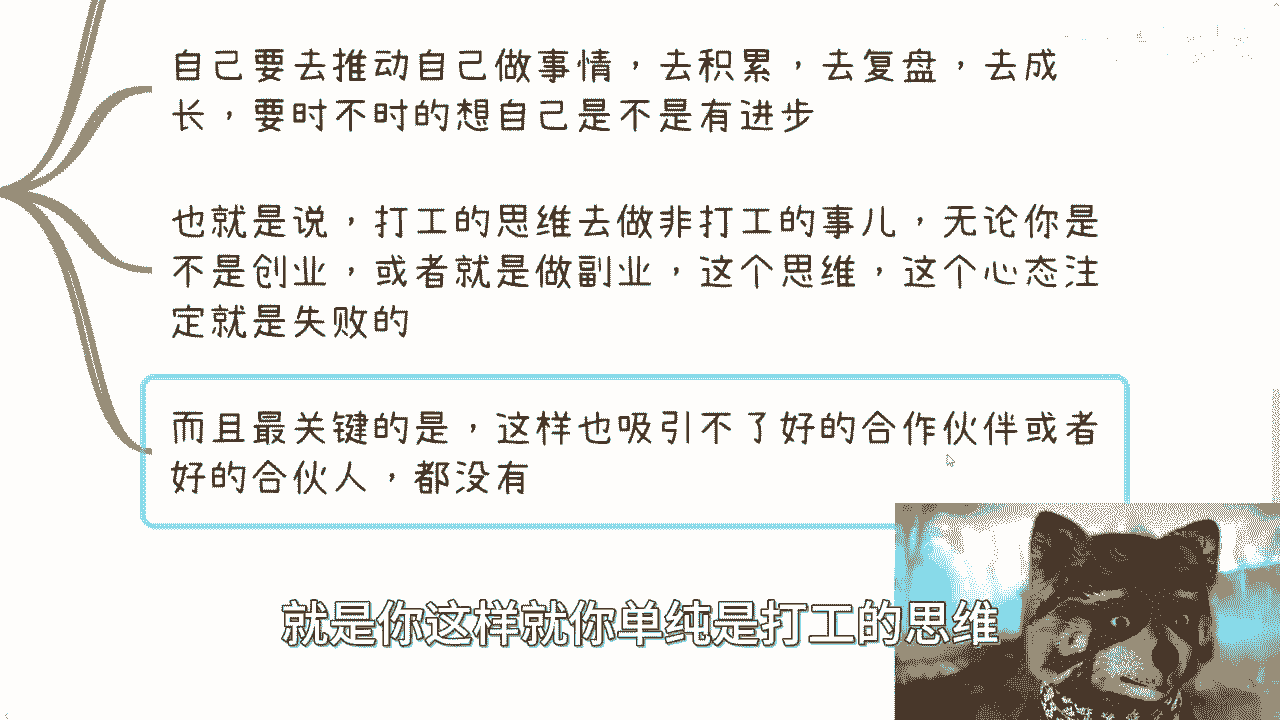 自己要去推动自己做事情，去积累，去复盘，去成
长，要时不时的想自己是不是有进步
也就是说，打工的思维去做非打工的事儿，无论你是
不是创业，或者就是做副业，这个思维，这个心态注
定就是失败的
而且最关键的是，这样也吸引不了好的合作伙伴或者
好的合伙人，都没有
就是你这样就你单纯是打工的思维